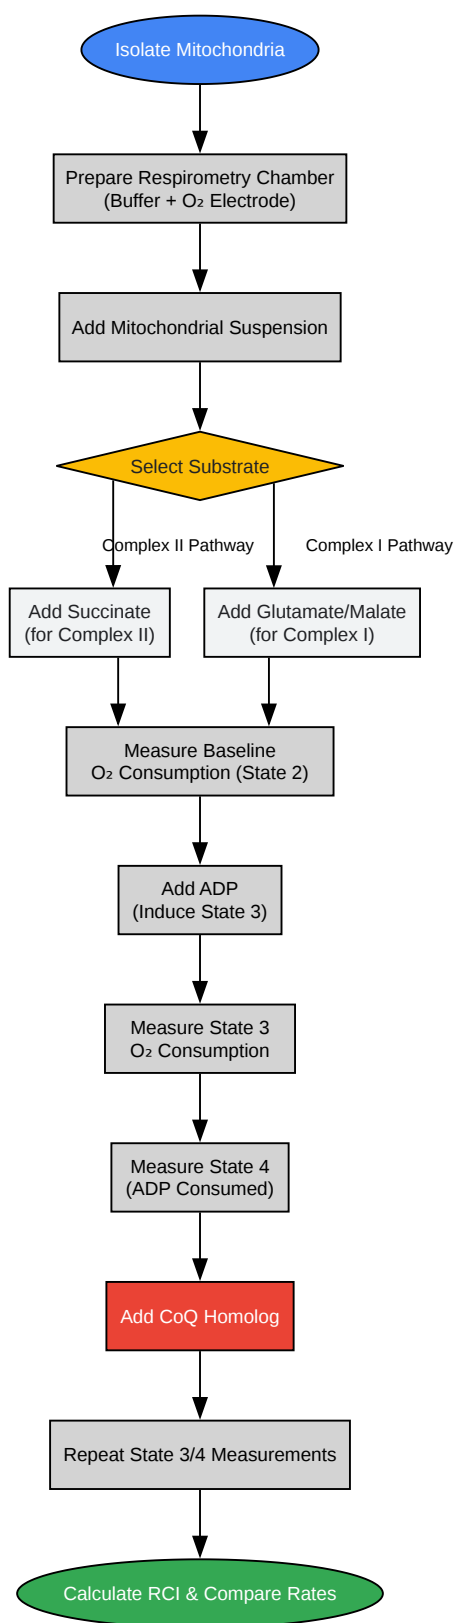 Isolate Mitochondria
Prepare Respirometry Chamber
(Buffer + O₂ Electrode)
Add Mitochondrial Suspension
Select Substrate
Complex II Pathway
Complex I Pathway
Add Succinate
(for Complex II)
Add Glutamate/Malate
(for Complex I)
Measure Baseline
O₂ Consumption (State 2)
Add ADP
(Induce State 3)
Measure State 3
O₂ Consumption
Measure State 4
(ADP Consumed)
Add CoQ Homolog
Repeat State 3/4 Measurements
Calculate RCI & Compare Rates